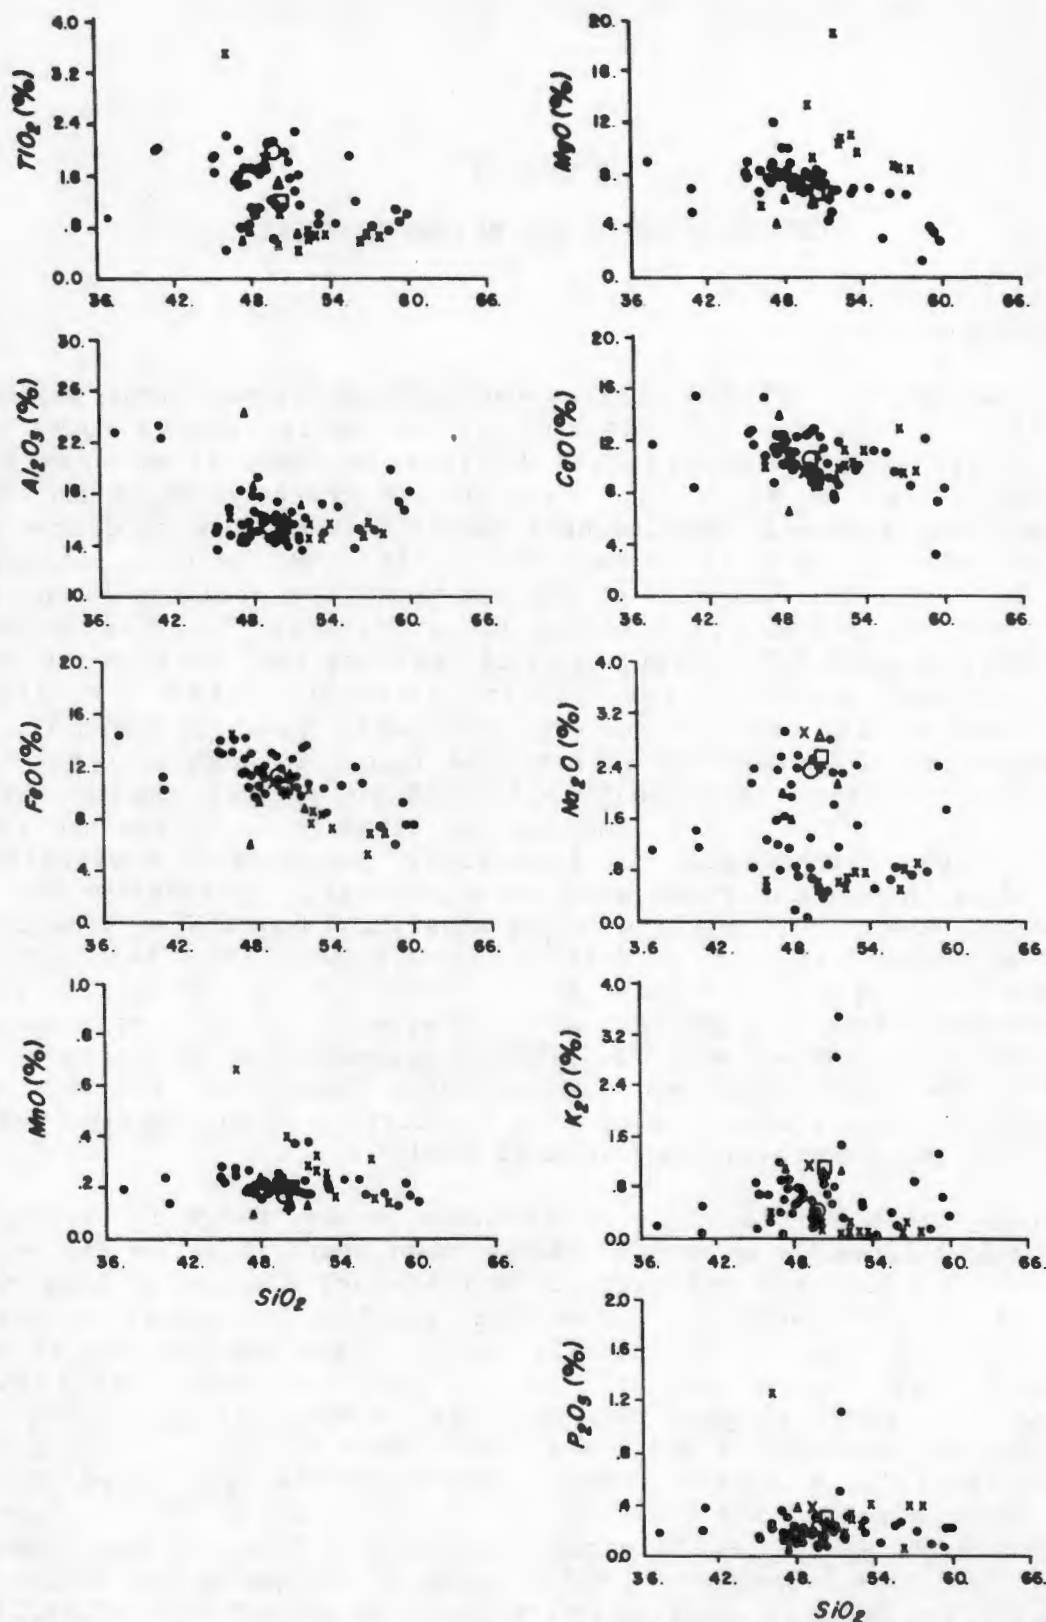 4.0
3.2
2.4
1.6
.8
0.0
TiO2 (%)
36. 42. 48. 54. 60. 66.
20.
16.
12.
8.
4.
0.
MgO (%)
36. 42. 48. 54. 60. 66.
30.
26.
22.
18.
14.
10.
Al2O3 (%)
36. 42. 48. 54. 60. 66.
20.
16.
12.
8.
4.
0.
CaO (%)
36. 42. 48. 54. 60. 66.
20.
16.
12.
8.
4.
0.
FeO (%)
36. 42. 48. 54. 60. 66.
4.0
3.2
2.4
1.6
.8
0.0
Na2O (%)
36. 42. 48. 54. 60. 66.
1.0
.8
.6
.4
.2
0.0
MnO (%)
36. 42. 48. 54. 60. 66.
SiO2
4.0
3.2
2.4
1.6
.8
0.0
K2O (%)
36. 42. 48. 54. 60. 66.
2.0
1.6
1.2
.8
.4
0.0
P2O5 (%)
36. 42. 48. 54. 60. 66.
SiO2